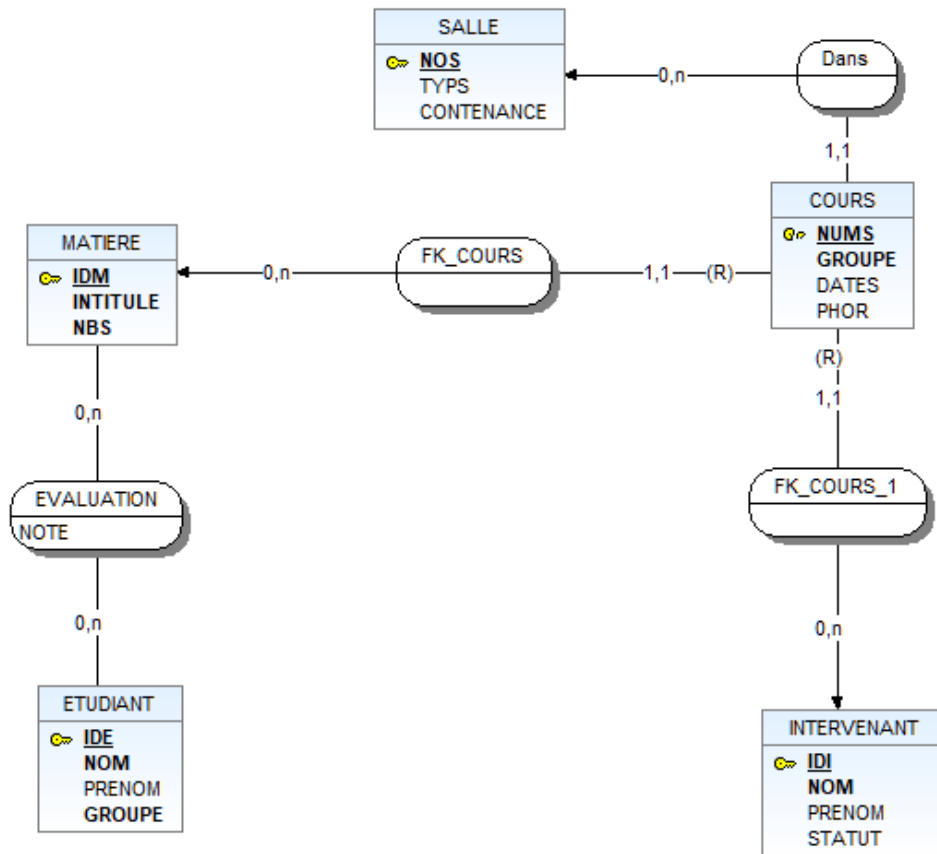 SALLE
NOS
TYPS
CONTENANCE
Dans
0,n
1,1
COURS
NUMS
GROUPE
DATES
PHOR
MATIERE
IDM
INTITULE
NBS
0,n
FK_COURS
1,1
(R)
(R)
1,1
0,n
EVALUATION
NOTE
FK_COURS_1
0,n
0,n
ETUDIANT
IDE
NOM
PRENOM
GROUPE
INTERVENANT
IDI
NOM
PRENOM
STATUT